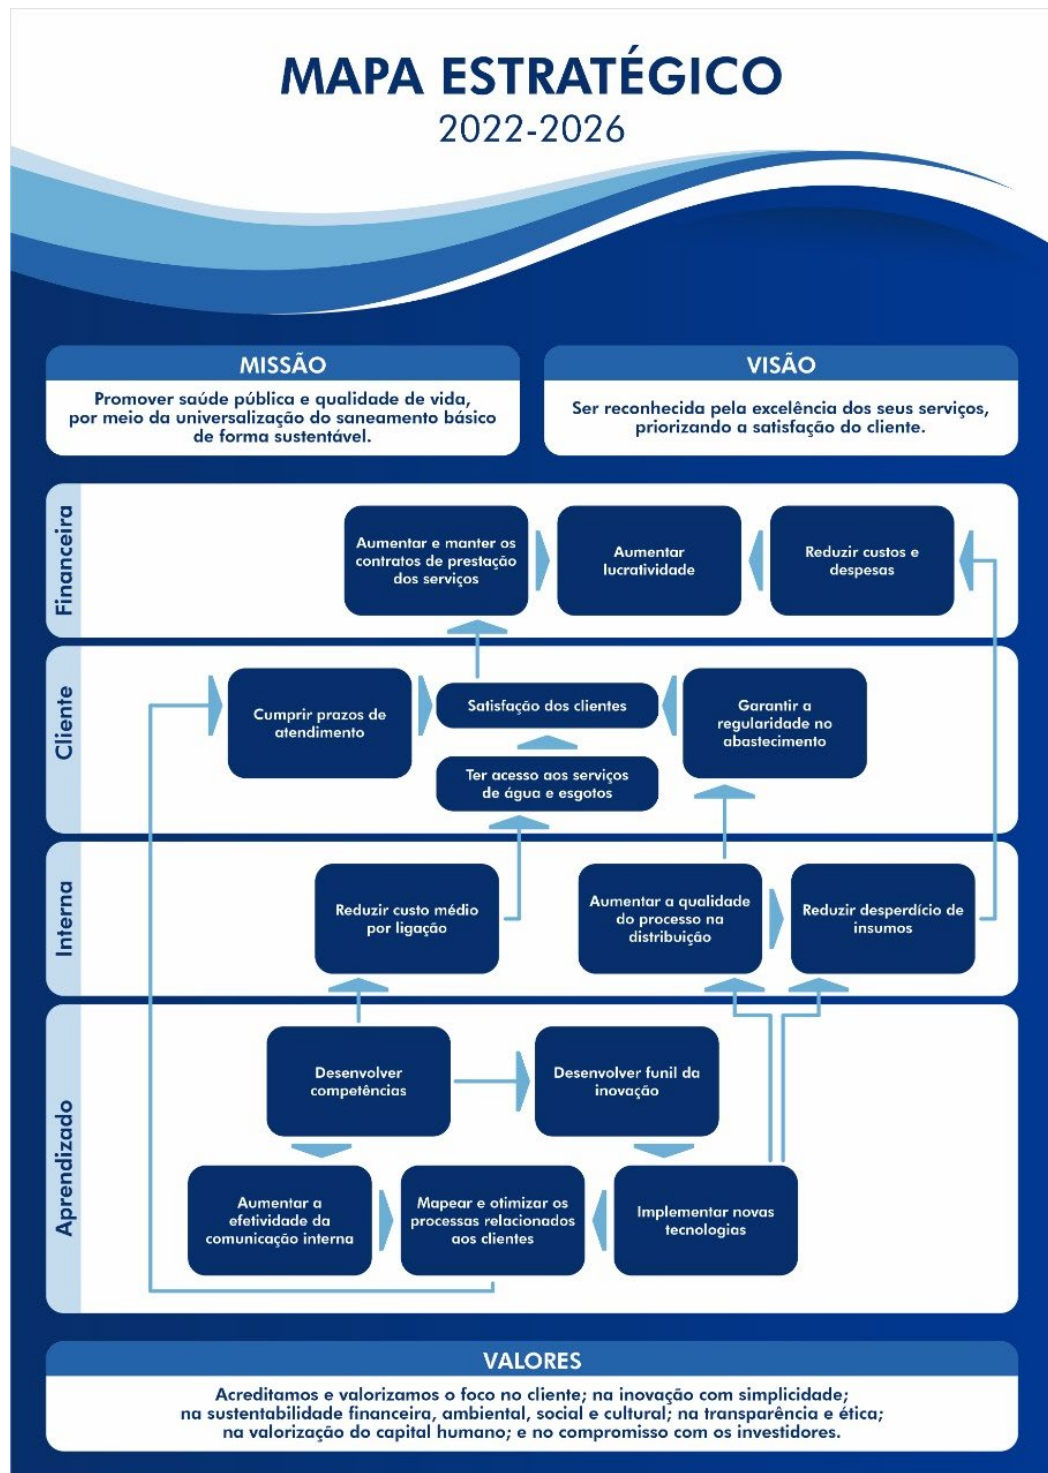 MAPA ESTRATÉGICO
2022-2026
MISSÃO
Promover saúde pública e qualidade de vida,
por meio da universalização do saneamento básico
de forma sustentável.
VISÃO
Ser reconhecida pela excelência dos seus serviços,
priorizando a satisfação do cliente.
Financeira
Aumentar e manter os
contratos de prestação
dos serviços
Aumentar
lucratividade
Reduzir custos e
despesas
Cliente
Cumprir prazos de
atendimento
Satisfação dos clientes
Garantir a
regularidade no
abastecimento
Ter acesso aos serviços
de água e esgotos
Interna
Reduzir custo médio
por ligação
Aumentar a qualidade
do processo na
distribuição
Reduzir desperdício de
insumos
Aprendizado
Desenvolver
competências
Desenvolver funil da
inovação
Aumentar a
efetividade da
comunicação interna
Mapear e otimizar os
processas relacionados
aos clientes
Implementar novas
tecnologias
VALORES
Acreditamos e valorizamos o foco no cliente; na inovação com simplicidade;
na sustentabilidade financeira, ambiental, social e cultural; na transparência e ética;
na valorização do capital humano; e no compromisso com os investidores.